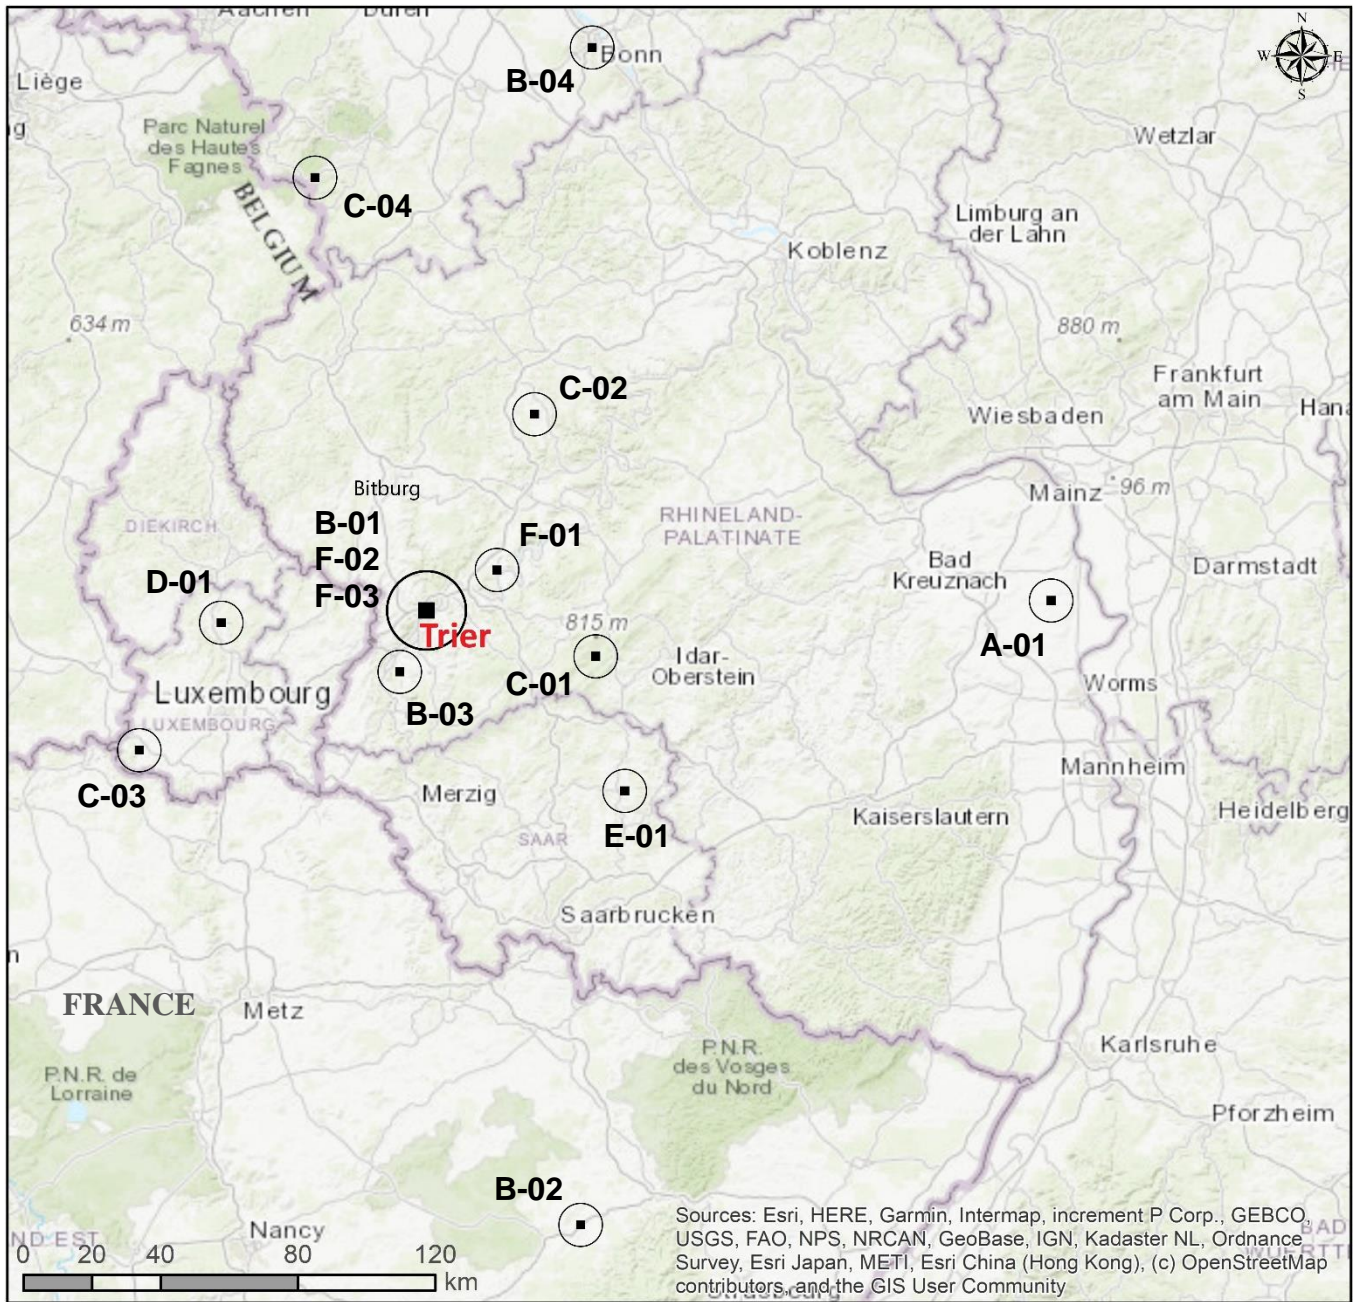 Aachen
Düren
N
W
E
S
Bonn
B-04
Liège
Parc Naturel
des Hautes
Fagnes
Wetzlar
C-04
BELGIUM
Limburg an
der Lahn
Koblenz
634 m
880 m
Frankfurt
am Main
C-02
Wiesbaden
Hana
Bitburg
Mainz
96 m
B-01
F-02
F-03
DIEKIRCH
F-01
RHINELAND-
PALATINATE
Bad
Kreuznach
Darmstadt
D-01
Trier
815 m
A-01
Idar-
Oberstein
C-01
Luxembourg
LUXEMBOURG
B-03
Worms
C-03
Merzig
Mannheim
E-01
SAAR
Kaiserslautern
Heidelberg
Saarbrucken
n
FRANCE
Metz
P.N.R.
des Vosges
du Nord
Karlsruhe
P.N.R. de
Lorraine
Pforzheim
B-02
Nancy
ND EST
0 20 40 80 120
km
Sources: Esri, HERE, Garmin, Intermap, increment P Corp., GEBCO,
USGS, FAO, NPS, NRCAN, GeoBase, IGN, Kadaster NL, Ordnance
Survey, Esri Japan, METI, Esri China (Hong Kong), (c) OpenStreetMap
contributors, and the GIS User Community
BAD
WUERTT
Strasbourg